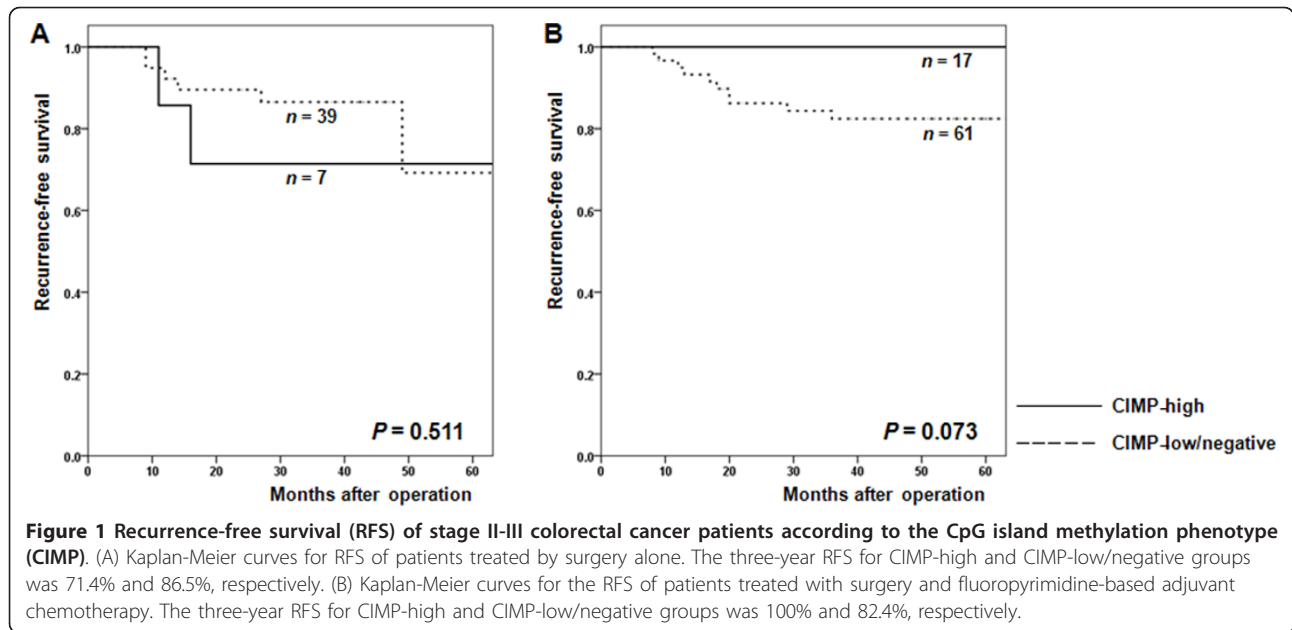 A
Recurrence-free survival
1.0
0.8
0.6
0.4
0.2
0.0
n = 39
n = 7
P = 0.511
0 10 20 30 40 50 60
Months after operation
B
Recurrence-free survival
1.0
0.8
0.6
0.4
0.2
0.0
n = 17
n = 61
P = 0.073
0 10 20 30 40 50 60
Months after operation
CIMP-high
CIMP-low/negative
Figure 1 Recurrence-free survival (RFS) of stage II-III colorectal cancer patients according to the CpG island methylation phenotype
(CIMP). (A) Kaplan-Meier curves for RFS of patients treated by surgery alone. The three-year RFS for CIMP-high and CIMP-low/negative groups
was 71.4% and 86.5%, respectively. (B) Kaplan-Meier curves for the RFS of patients treated with surgery and fluoropyrimidine-based adjuvant
chemotherapy. The three-year RFS for CIMP-high and CIMP-low/negative groups was 100% and 82.4%, respectively.